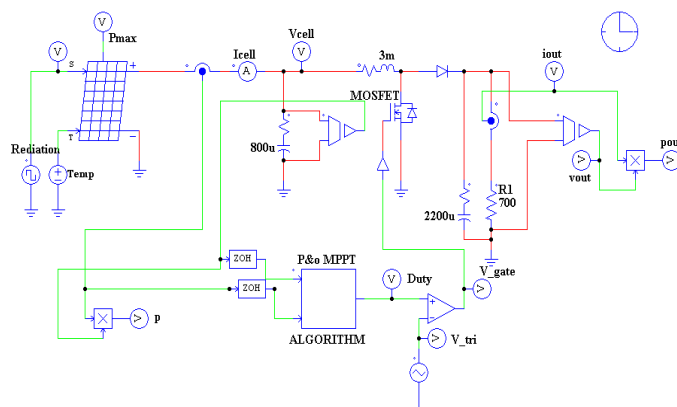 Pmax
V
V
S
+
T
−
Rediation
Temp
Icell
A
Vcell
V
3m
800u
MOSFET
iout
V
2200u
R1
700
vout
V
pou
V
ZOH
ZOH
P&o MPPT
ALGORITHM
p
V
Duty
V
V_gate
V
V_tri
V